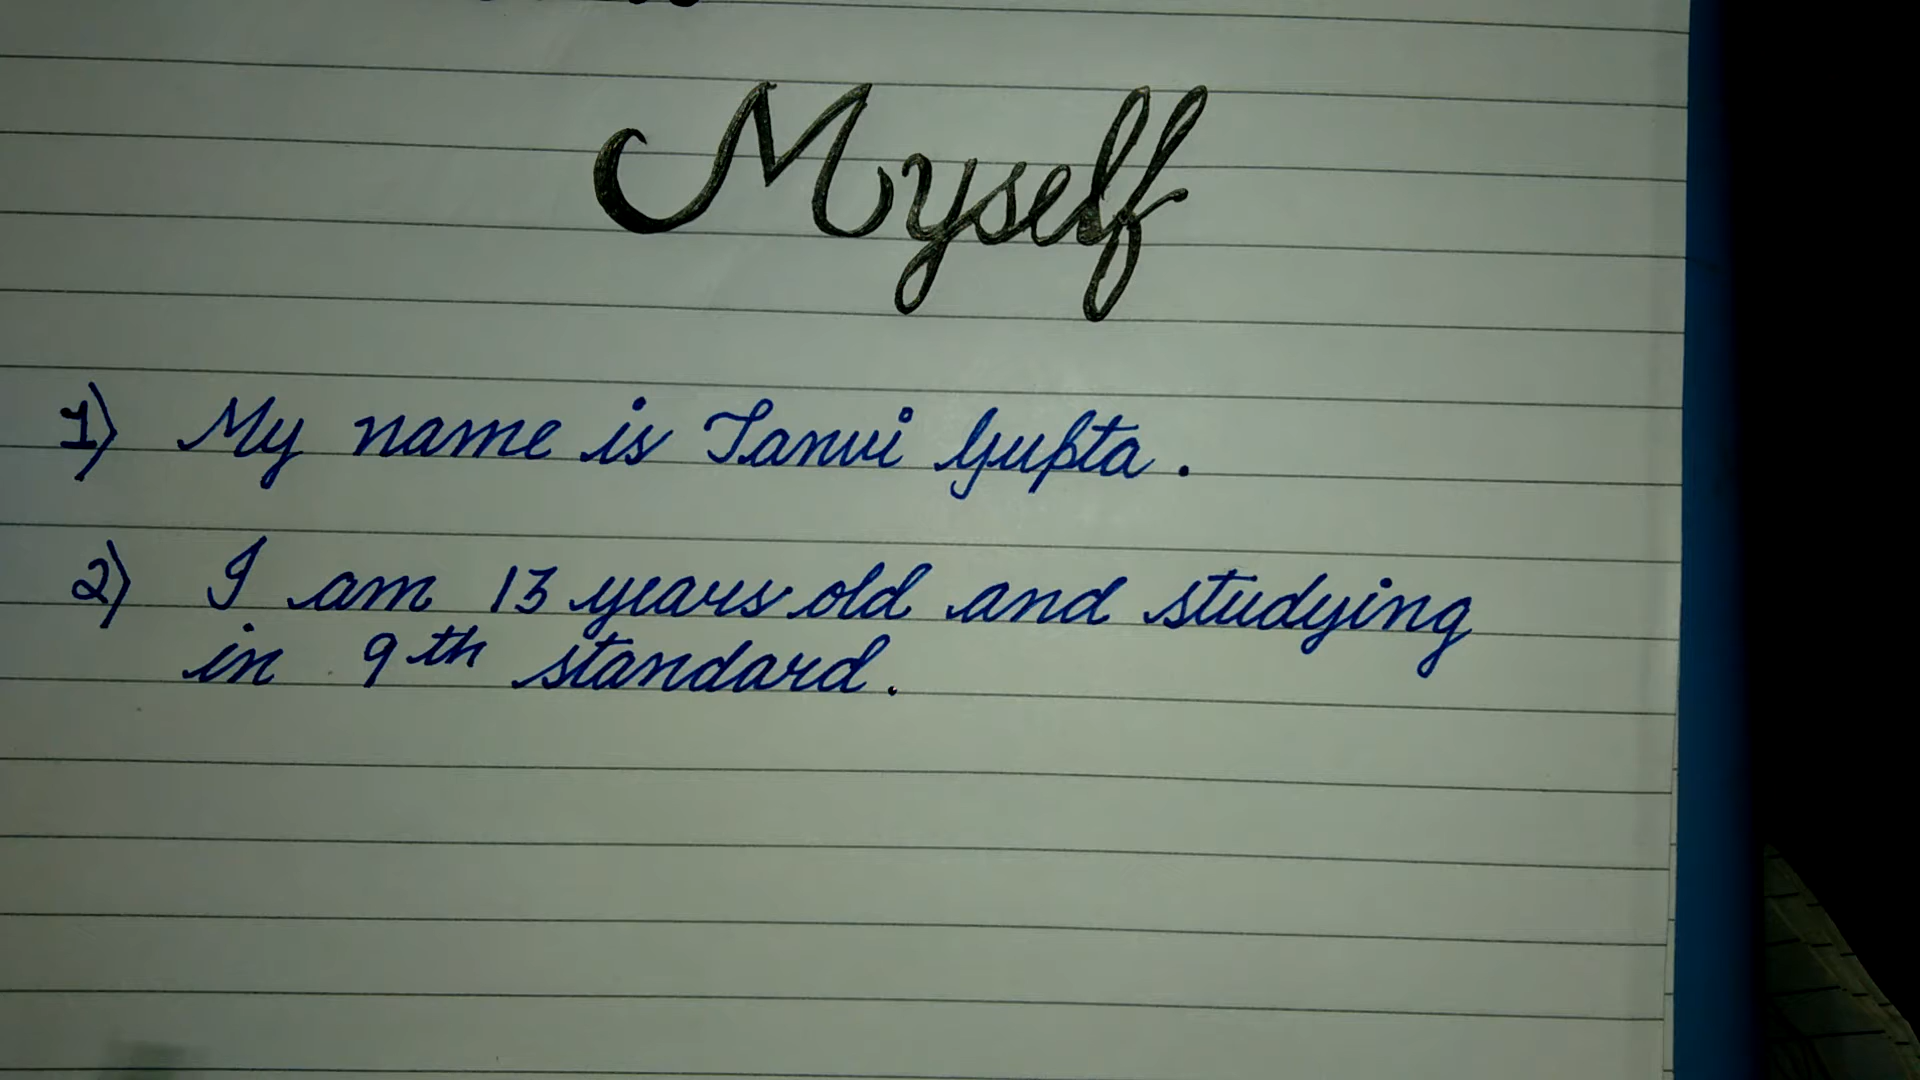 Myself
1) My name is Tanvi Gupta.
2) I am 13 years old and studying
in 9th standard.